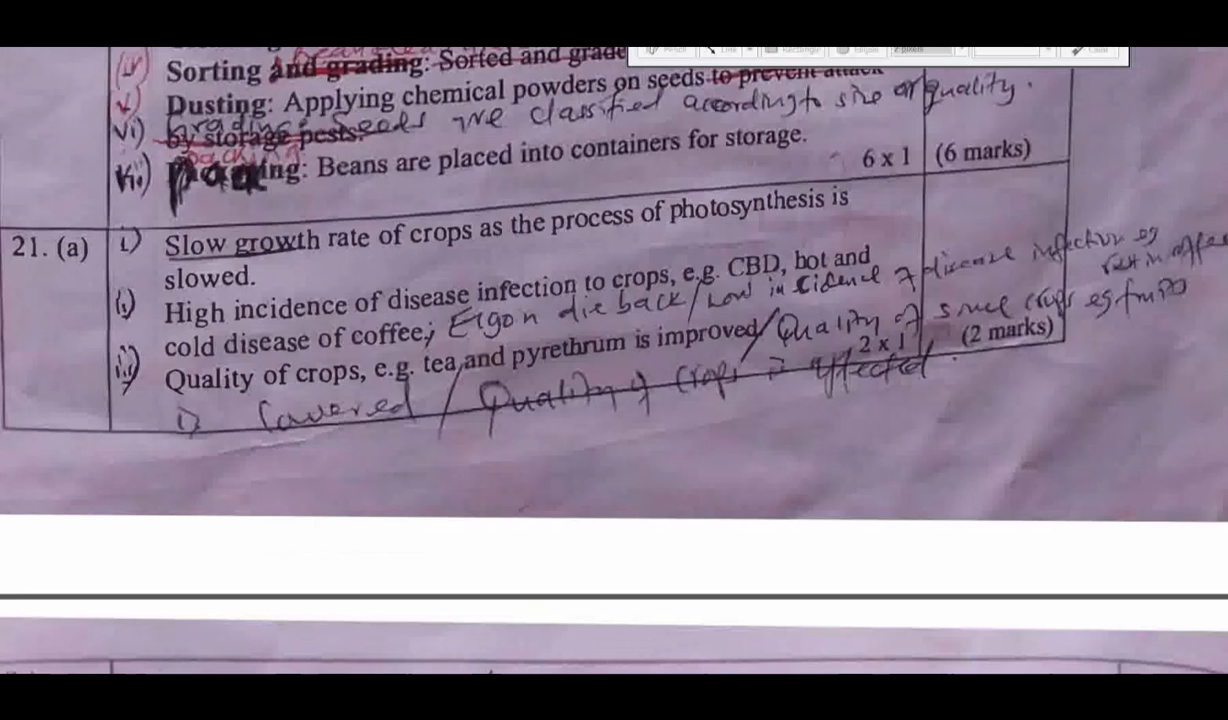 iv) Sorting and grading: Sorted and grade
v) Dusting: Applying chemical powders on seeds to prevent attack
vi) Grading: Seeds are classified according to size or quality.
by storage pests.
vii) packing: Beans are placed into containers for storage.
6 x 1 (6 marks)
21. (a) i) Slow growth rate of crops as the process of photosynthesis is
slowed.
ii) High incidence of disease infection to crops, e.g. CBD, hot and
cold disease of coffee; die back / Low incidence of disease infection eg
iii) Quality of crops, e.g. tea, and pyrethrum is improved / Quality of some crops eg
2 x 1 (2 marks)
is lowered / Quality of crops is affected.